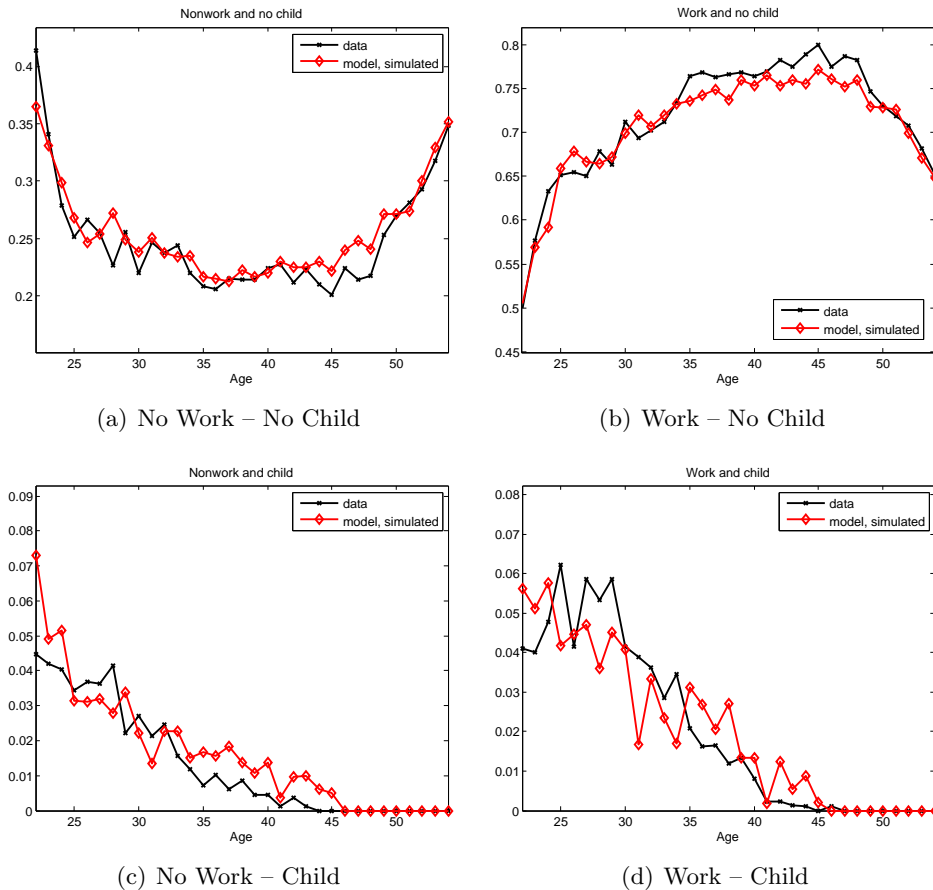 Nonwork and no child
data
model, simulated
0.4
0.35
0.3
0.25
0.2
25 30 35 40 45 50
Age
(a) No Work – No Child
Work and no child
0.8
0.75
0.7
0.65
0.6
0.55
0.5
0.45
data
model, simulated
25 30 35 40 45 50
Age
(b) Work – No Child
Nonwork and child
data
model, simulated
0.09
0.08
0.07
0.06
0.05
0.04
0.03
0.02
0.01
0
25 30 35 40 45 50
Age
(c) No Work – Child
Work and child
data
model, simulated
0.08
0.07
0.06
0.05
0.04
0.03
0.02
0.01
0
25 30 35 40 45 50
Age
(d) Work – Child